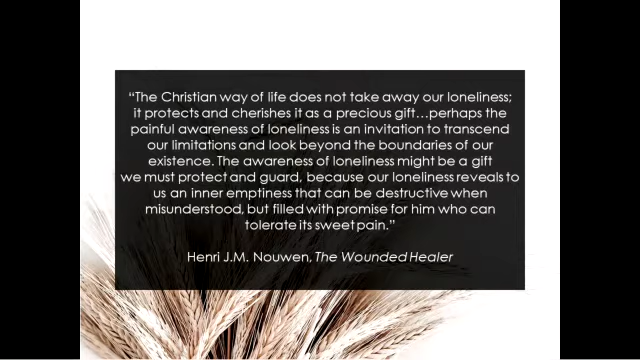 “The Christian way of life does not take away our loneliness;
it protects and cherishes it as a precious gift…perhaps the
painful awareness of loneliness is an invitation to transcend
our limitations and look beyond the boundaries of our
existence. The awareness of loneliness might be a gift
we must protect and guard, because our loneliness reveals to
us an inner emptiness that can be destructive when
misunderstood, but filled with promise for him who can
tolerate its sweet pain.”
Henri J.M. Nouwen, The Wounded Healer